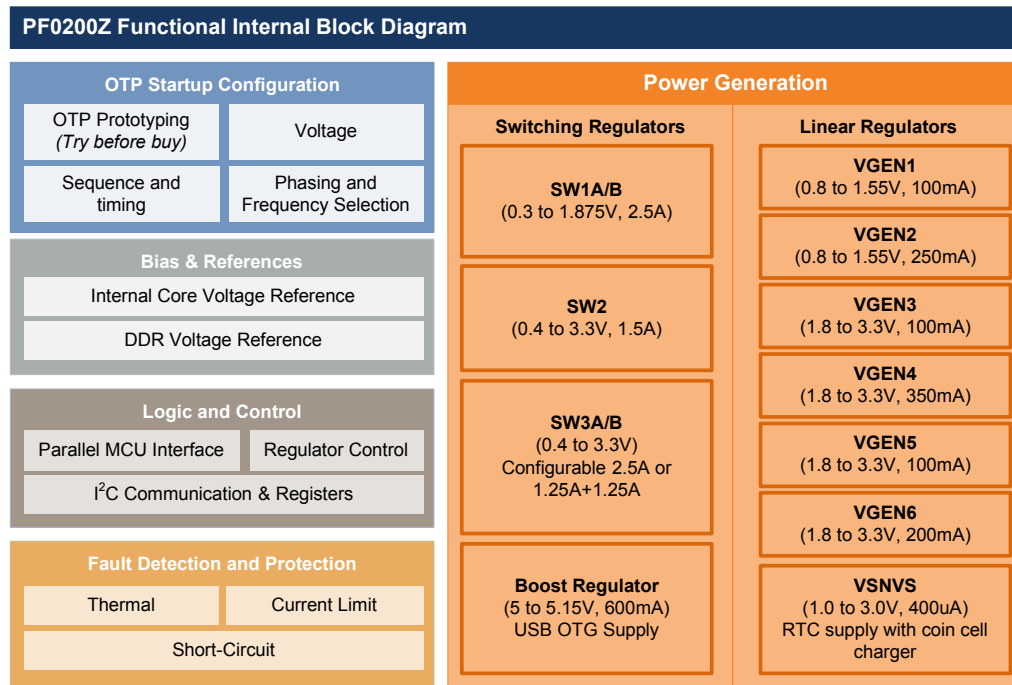 PF0200Z Functional Internal Block Diagram
OTP Startup Configuration
OTP Prototyping
(Try before buy)
Voltage
Sequence and
timing
Phasing and
Frequency Selection
Bias & References
Internal Core Voltage Reference
DDR Voltage Reference
Logic and Control
Parallel MCU Interface
Regulator Control
I²C Communication & Registers
Fault Detection and Protection
Thermal
Current Limit
Short-Circuit
Power Generation
Switching Regulators
SW1A/B
(0.3 to 1.875V, 2.5A)
SW2
(0.4 to 3.3V, 1.5A)
SW3A/B
(0.4 to 3.3V)
Configurable 2.5A or
1.25A+1.25A
Boost Regulator
(5 to 5.15V, 600mA)
USB OTG Supply
Linear Regulators
VGEN1
(0.8 to 1.55V, 100mA)
VGEN2
(0.8 to 1.55V, 250mA)
VGEN3
(1.8 to 3.3V, 100mA)
VGEN4
(1.8 to 3.3V, 350mA)
VGEN5
(1.8 to 3.3V, 100mA)
VGEN6
(1.8 to 3.3V, 200mA)
VSNVS
(1.0 to 3.0V, 400uA)
RTC supply with coin cell
charger